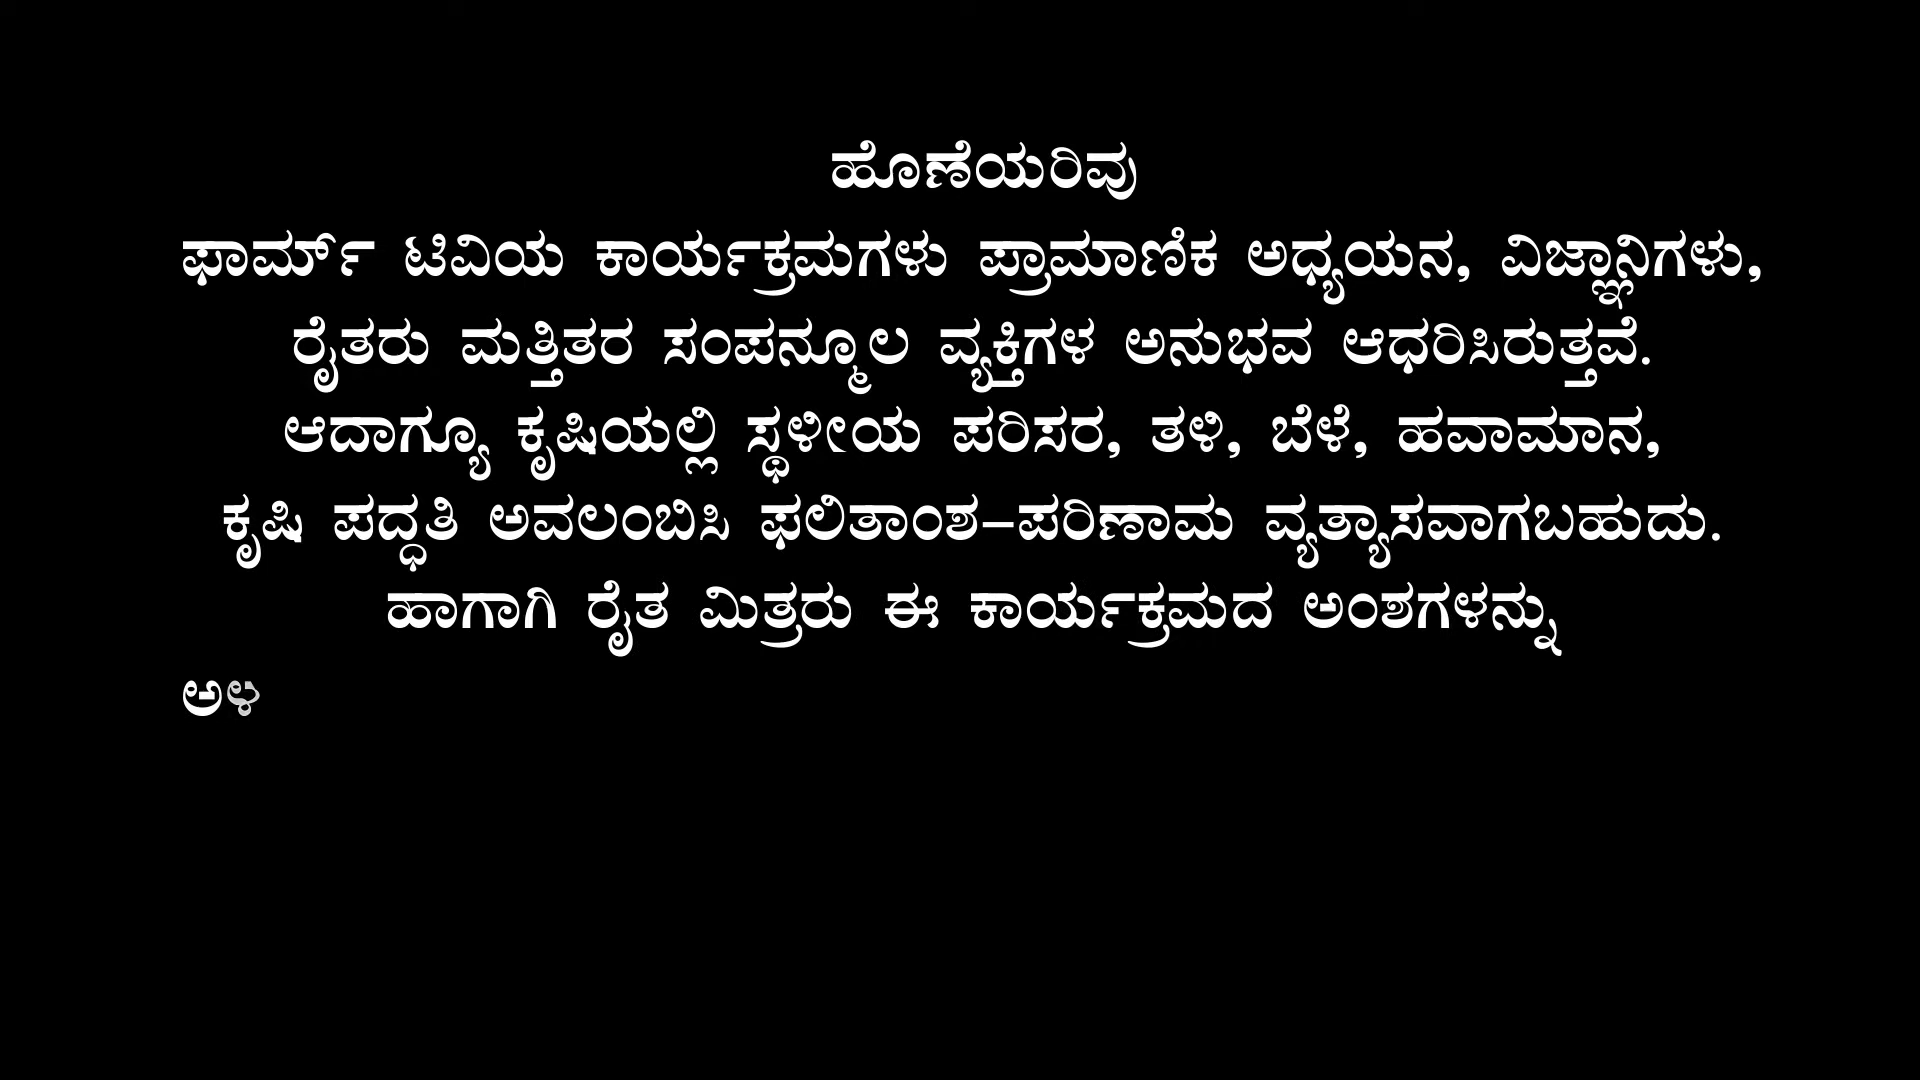 ಹೊಣೆಯರಿವು
ಫಾರ್ಮ್ ಟಿವಿಯ ಕಾರ್ಯಕ್ರಮಗಳು ಪ್ರಾಮಾಣಿಕ ಅಧ್ಯಯನ, ವಿಜ್ಞಾನಿಗಳು,
ರೈತರು ಮತ್ತಿತರ ಸಂಪನ್ಮೂಲ ವ್ಯಕ್ತಿಗಳ ಅನುಭವ ಆಧರಿಸಿರುತ್ತವೆ.
ಆದಾಗ್ಯೂ ಕೃಷಿಯಲ್ಲಿ ಸ್ಥಳೀಯ ಪರಿಸರ, ತಳಿ, ಬೆಳೆ, ಹವಾಮಾನ,
ಕೃಷಿ ಪದ್ಧತಿ ಅವಲಂಬಿಸಿ ಫಲಿತಾಂಶ–ಪರಿಣಾಮ ವ್ಯತ್ಯಾಸವಾಗಬಹುದು.
ಹಾಗಾಗಿ ರೈತ ಮಿತ್ರರು ಈ ಕಾರ್ಯಕ್ರಮದ ಅಂಶಗಳನ್ನು
ಅಳ